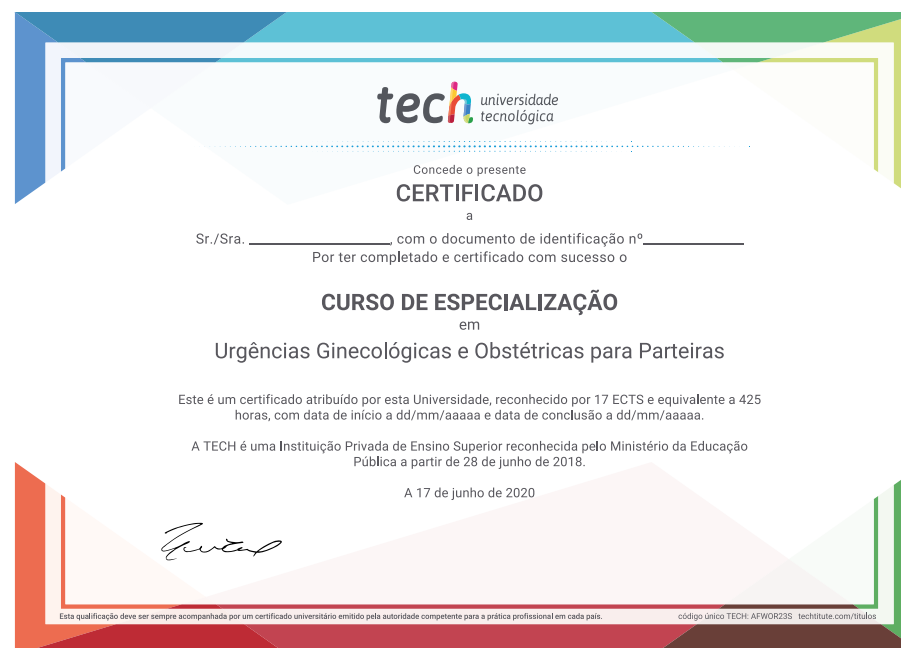 tech universidade
tecnológica
Concede o presente
CERTIFICADO
a
Sr./Sra. ________________, com o documento de identificação nº____________
Por ter completado e certificado com sucesso o
CURSO DE ESPECIALIZAÇÃO
em
Urgências Ginecológicas e Obstétricas para Parteiras
Este é um certificado atribuído por esta Universidade, reconhecido por 17 ECTS e equivalente a 425
horas, com data de início a dd/mm/aaaaa e data de conclusão a dd/mm/aaaaa.
A TECH é uma Instituição Privada de Ensino Superior reconhecida pelo Ministério da Educação
Pública a partir de 28 de junho de 2018.
A 17 de junho de 2020
Esta qualificação deve ser sempre acompanhada por um certificado universitário emitido pela autoridade competente para a prática profissional em cada país.
código único TECH: AFWOR23S techtitute.com/titulos